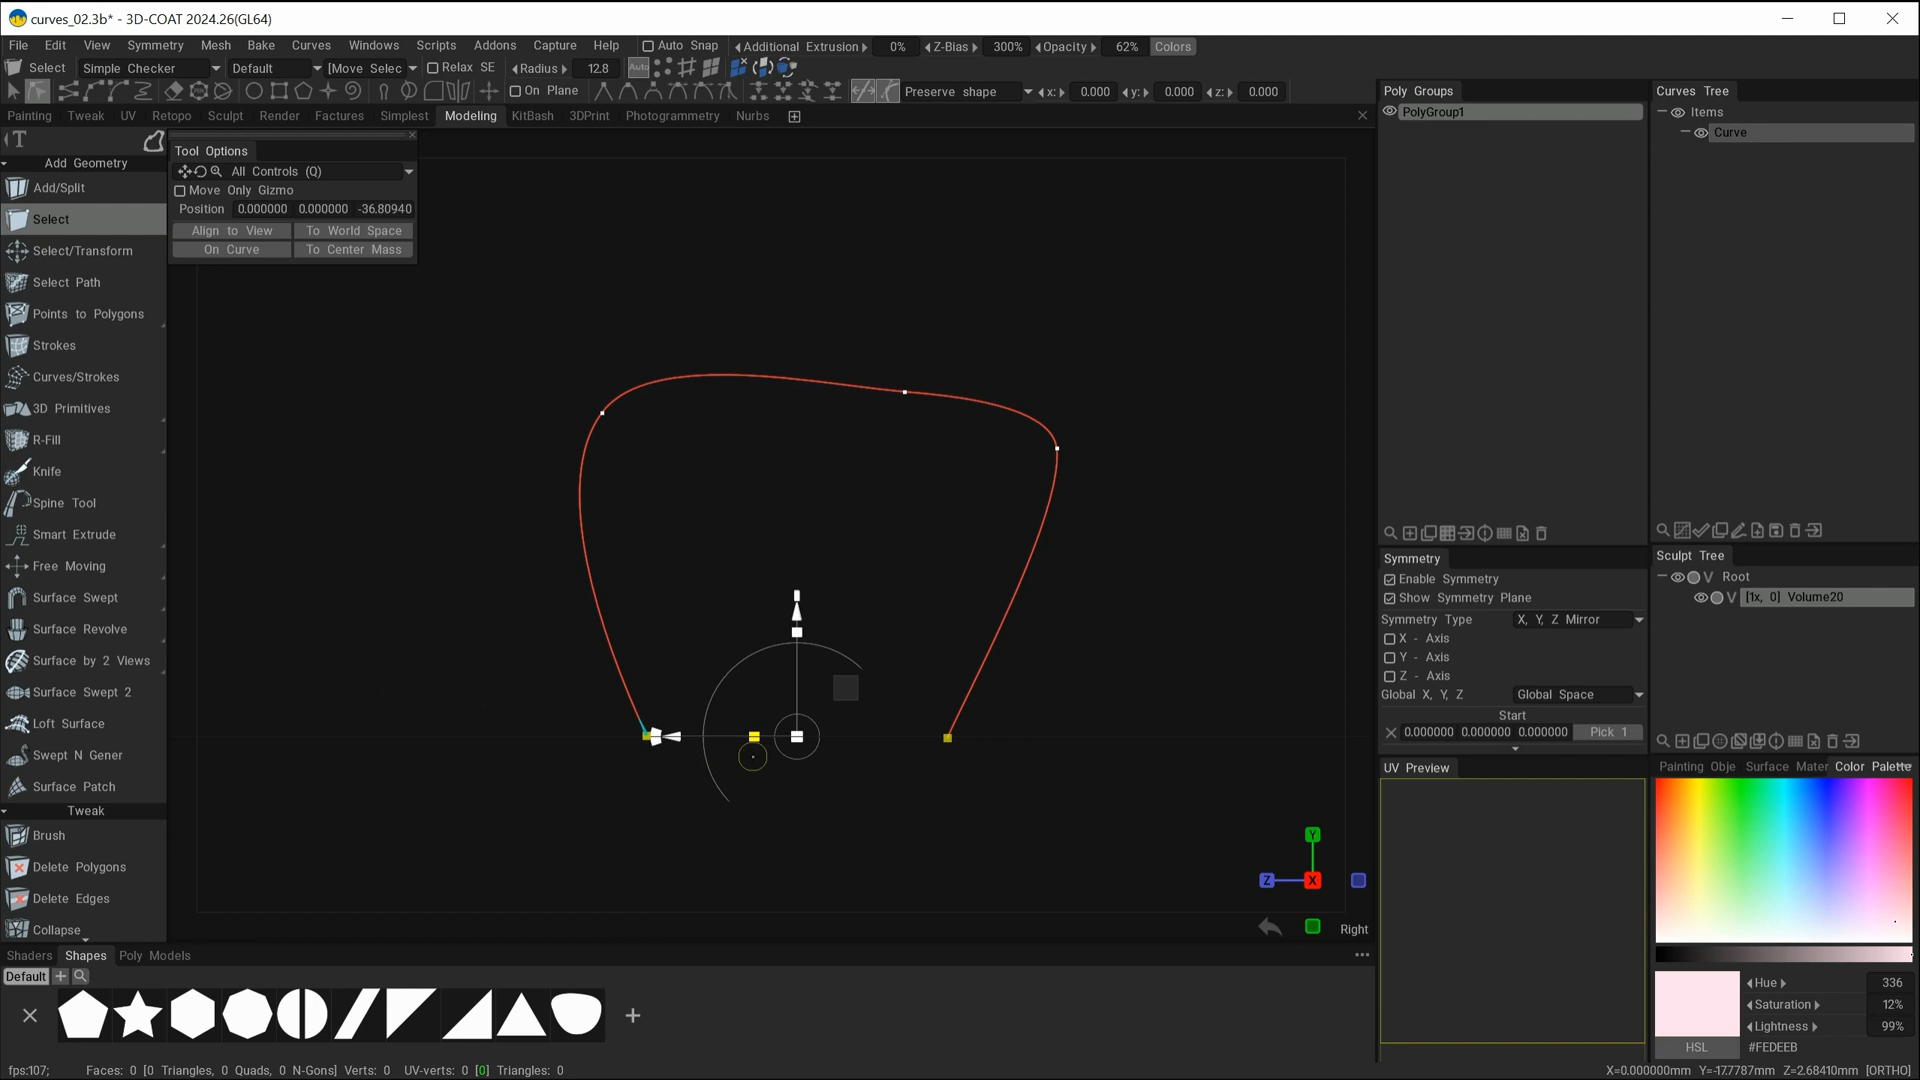 curves_02.3b* - 3D-COAT 2024.26(GL64)
File Edit View Symmetry Mesh Bake Curves Windows Scripts Addons Capture Help Auto Snap Additional Extrusion 0% Z-Bias 300% Opacity 62% Colors
Select Simple Checker Default [Move Selec Relax SE Radius 12.8 Auto
On Plane Preserve shape x: 0.000 y: 0.000 z: 0.000
Painting Tweak UV Retopo Sculpt Render Factures Simplest Modeling KitBash 3DPrint Photogrammetry Nurbs
Add Geometry
Add/Split
Select
Select/Transform
Select Path
Points to Polygons
Strokes
Curves/Strokes
3D Primitives
R-Fill
Knife
Spine Tool
Smart Extrude
Free Moving
Surface Swept
Surface Revolve
Surface by 2 Views
Surface Swept 2
Loft Surface
Swept N Gener
Surface Patch
Tweak
Brush
Delete Polygons
Delete Edges
Collapse
Tool Options
All Controls (Q)
Move Only Gizmo
Position 0.000000 0.000000 -36.80940
Align to View To World Space
On Curve To Center Mass
Y
Z X
Right
Poly Groups
PolyGroup1
Curves Tree
Items
Curve
Symmetry
Enable Symmetry
Show Symmetry Plane
Symmetry Type X, Y, Z Mirror
X - Axis
Y - Axis
Z - Axis
Global X, Y, Z Global Space
Start
0.000000 0.000000 0.000000 Pick 1
Sculpt Tree
V Root
V [1x, 0] Volume20
UV Preview
Painting Obje Surface Mater Color Palette
Hue 336
Saturation 12%
Lightness 99%
HSL #FEDEEB
Shaders Shapes Poly Models
Default
fps:107; Faces: 0 [0 Triangles, 0 Quads, 0 N-Gons] Verts: 0 UV-verts: 0 [0] Triangles: 0
X=0.000000mm Y=-17.7787mm Z=2.68410mm [ORTHO]